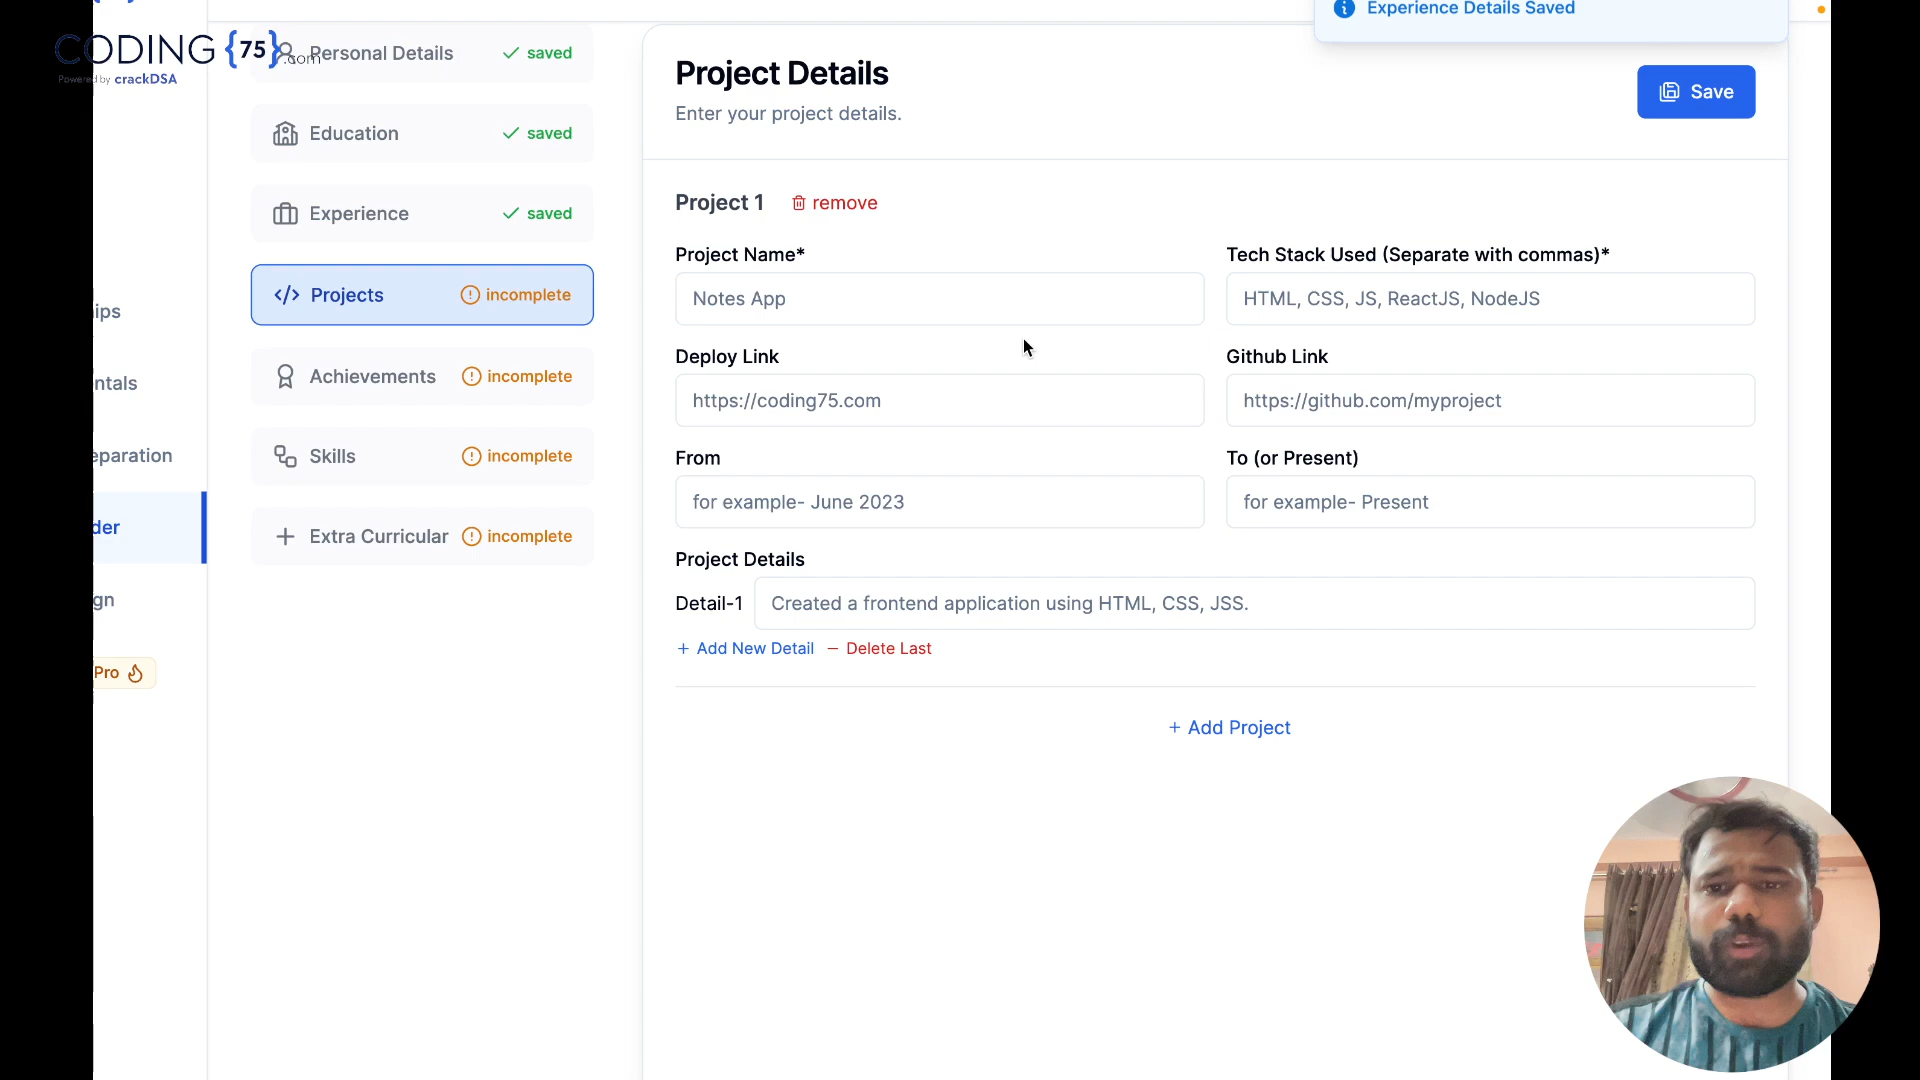 Experience Details Saved
CODING {75} .com
Powered by crackDSA
Personal Details
saved
Education
saved
Experience
saved
Projects
incomplete
Achievements
incomplete
Skills
incomplete
Extra Curricular
incomplete
ips
ntals
eparation
der
gn
Pro
Project Details
Enter your project details.
Save
Project 1
remove
Project Name*
Notes App
Tech Stack Used (Separate with commas)*
HTML, CSS, JS, ReactJS, NodeJS
Deploy Link
https://coding75.com
Github Link
https://github.com/myproject
From
for example- June 2023
To (or Present)
for example- Present
Project Details
Detail-1
Created a frontend application using HTML, CSS, JSS.
+ Add New Detail
− Delete Last
+ Add Project